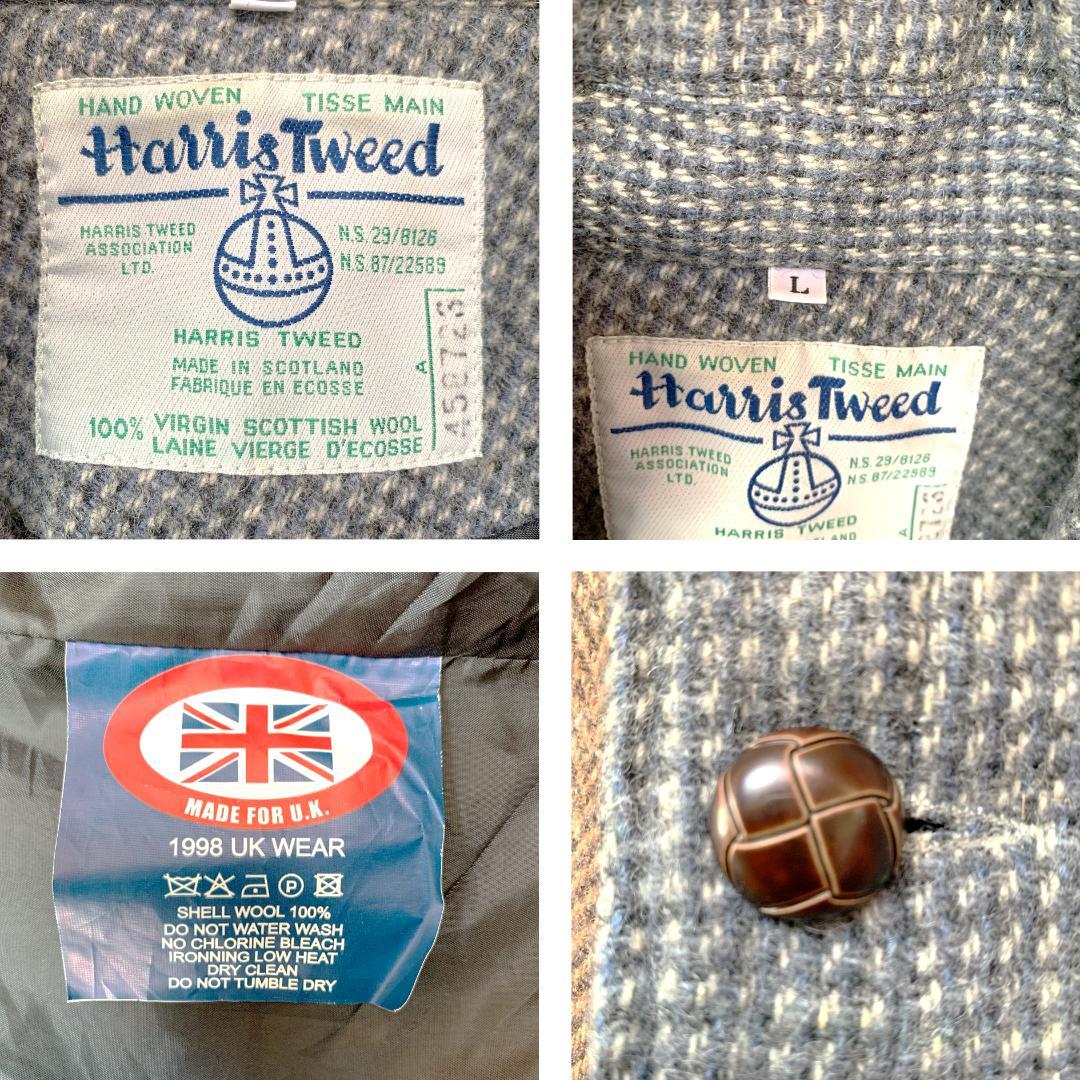 HAND WOVEN TISSE MAIN
Harris Tweed
HARRIS TWEED
ASSOCIATION
LTD.
N.S. 29/8126
N.S. 87/22589
HARRIS TWEED
MADE IN SCOTLAND
FABRIQUE EN ECOSSE
100% VIRGIN SCOTTISH WOOL
LAINE VIERGE D'ECOSSE
A
L
HAND WOVEN TISSE MAIN
Harris Tweed
HARRIS TWEED
ASSOCIATION
LTD.
N.S. 29/8126
N.S. 87/22589
HARRIS TWEED
A
MADE FOR U.K.
1998 UK WEAR
P
SHELL WOOL 100%
DO NOT WATER WASH
NO CHLORINE BLEACH
IRONNING LOW HEAT
DRY CLEAN
DO NOT TUMBLE DRY